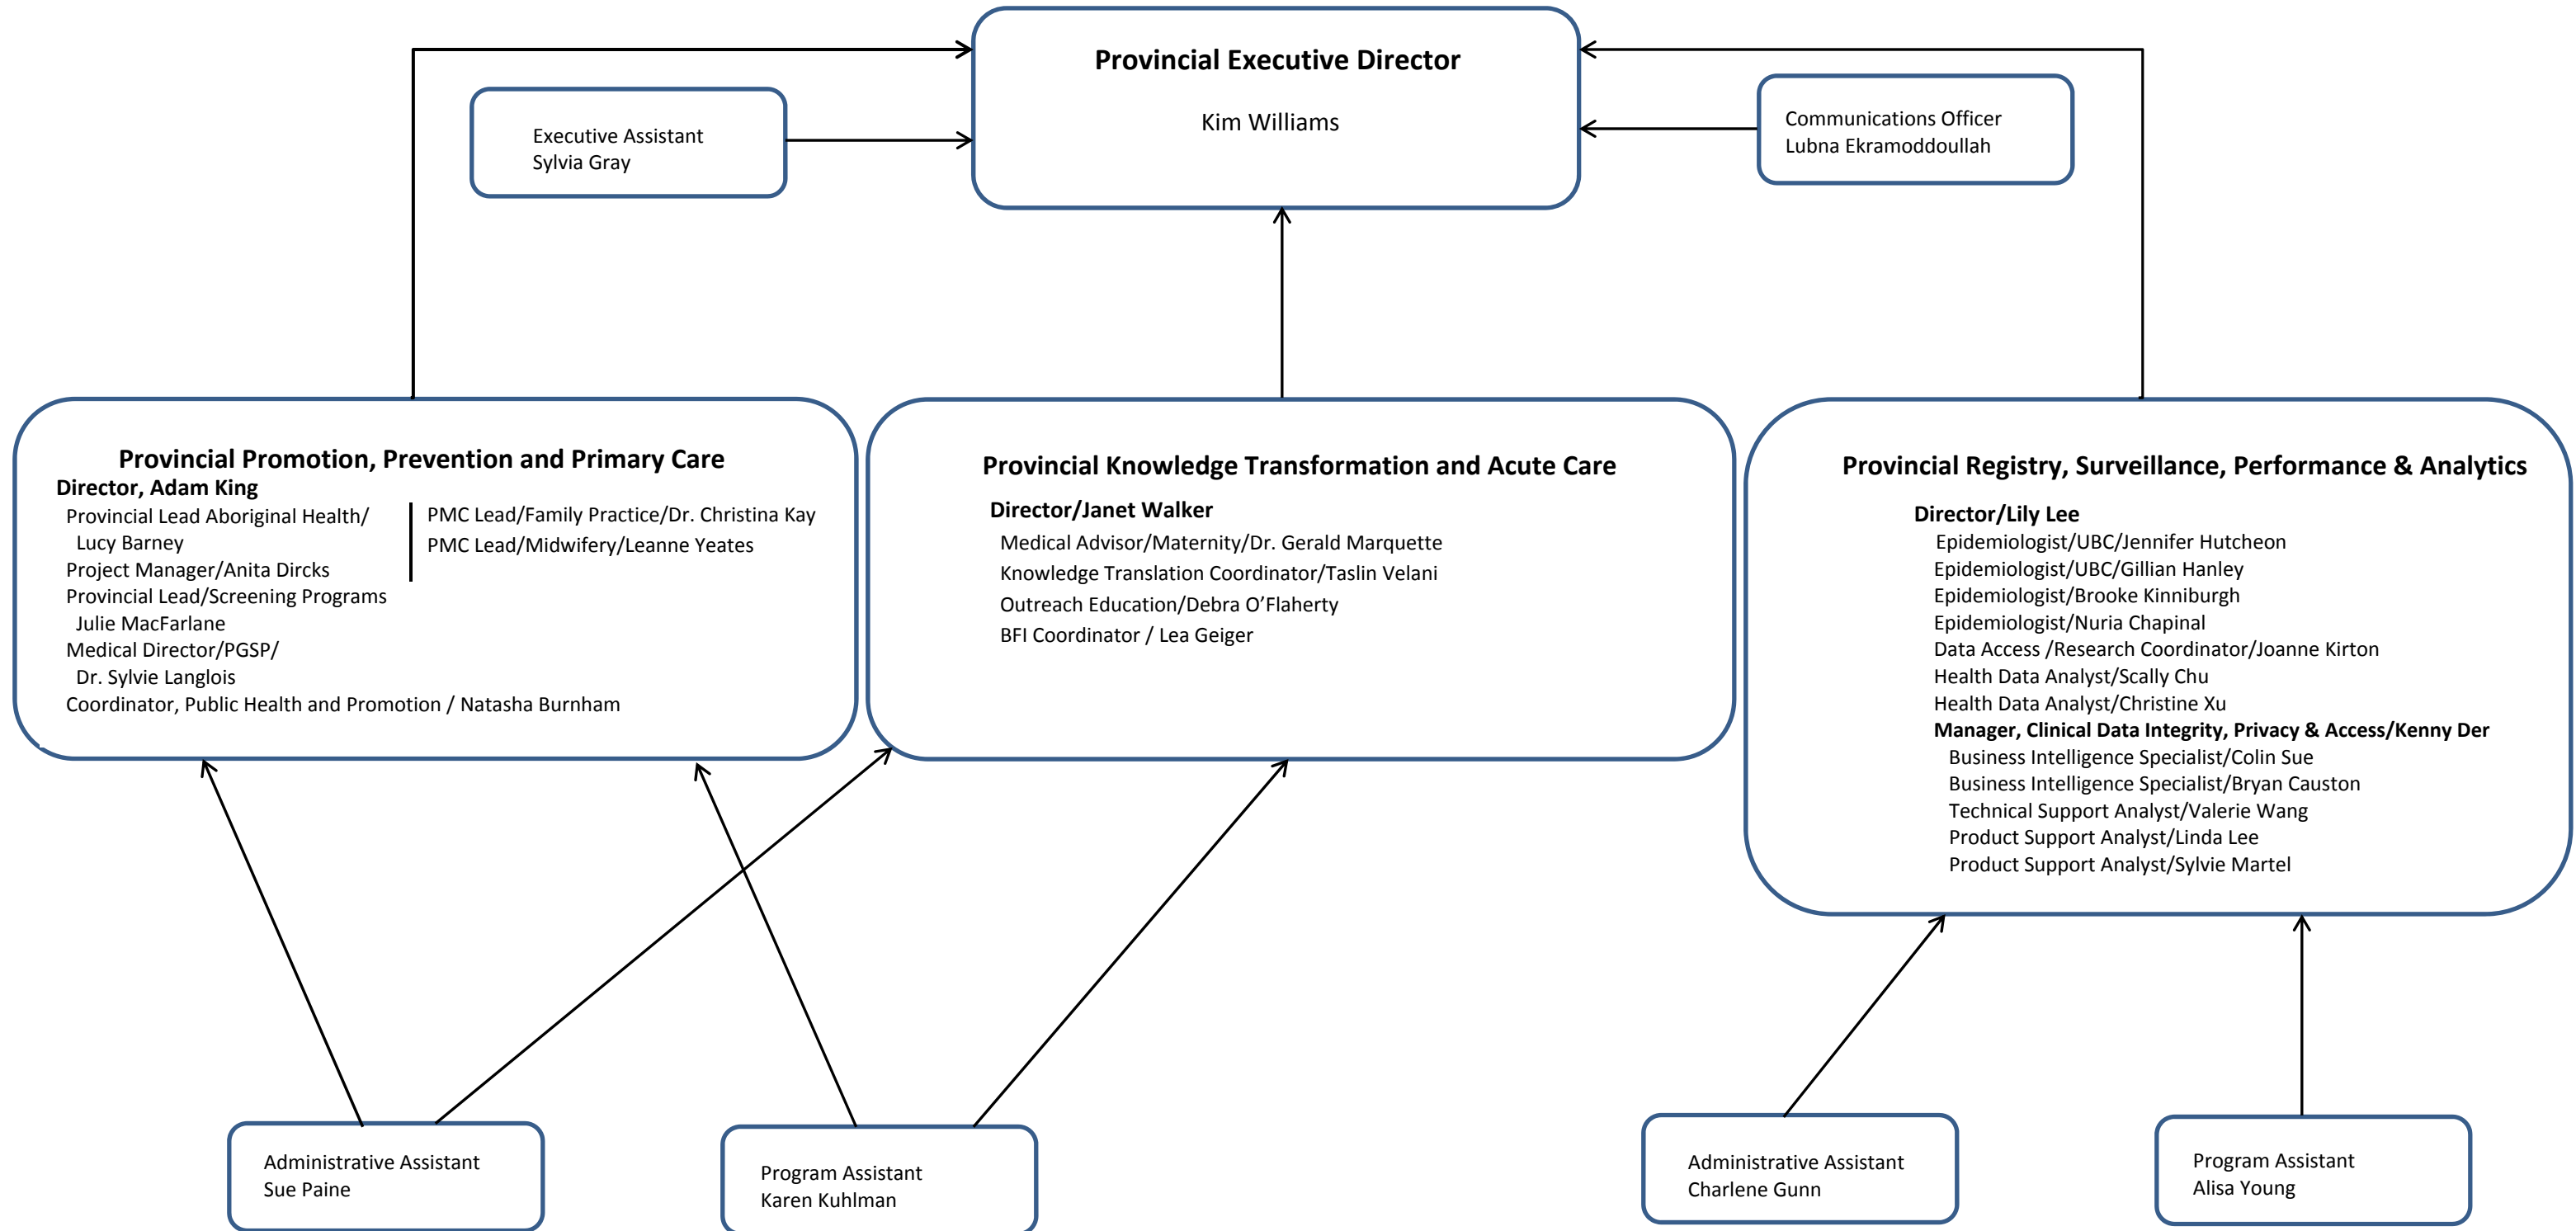 Provincial Executive Director
Kim Williams
Executive Assistant
Sylvia Gray
Communications Officer
Lubna Ekramoddoullah
Provincial Promotion, Prevention and Primary Care
Director, Adam King
Provincial Lead Aboriginal Health/
Lucy Barney
Project Manager/Anita Dircks
Provincial Lead/Screening Programs
Julie MacFarlane
Medical Director/PGSP/
Dr. Sylvie Langlois
Coordinator, Public Health and Promotion / Natasha Burnham
PMC Lead/Family Practice/Dr. Christina Kay
PMC Lead/Midwifery/Leanne Yeates
Provincial Knowledge Transformation and Acute Care
Director/Janet Walker
Medical Advisor/Maternity/Dr. Gerald Marquette
Knowledge Translation Coordinator/Taslin Velani
Outreach Education/Debra O’Flaherty
BFI Coordinator / Lea Geiger
Provincial Registry, Surveillance, Performance & Analytics
Director/Lily Lee
Epidemiologist/UBC/Jennifer Hutcheon
Epidemiologist/UBC/Gillian Hanley
Epidemiologist/Brooke Kinniburgh
Epidemiologist/Nuria Chapinal
Data Access /Research Coordinator/Joanne Kirton
Health Data Analyst/Scally Chu
Health Data Analyst/Christine Xu
Manager, Clinical Data Integrity, Privacy & Access/Kenny Der
Business Intelligence Specialist/Colin Sue
Business Intelligence Specialist/Bryan Causton
Technical Support Analyst/Valerie Wang
Product Support Analyst/Linda Lee
Product Support Analyst/Sylvie Martel
Administrative Assistant
Sue Paine
Program Assistant
Karen Kuhlman
Administrative Assistant
Charlene Gunn
Program Assistant
Alisa Young